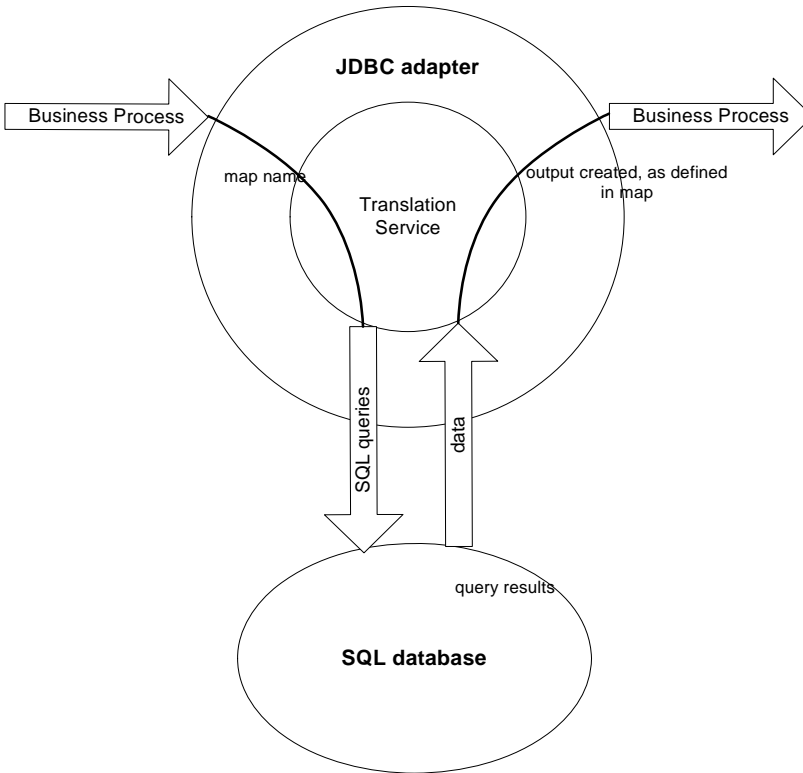 JDBC adapter
Business Process
Business Process
map name
output created, as defined
in map
Translation
Service
SQL queries
data
query results
SQL database